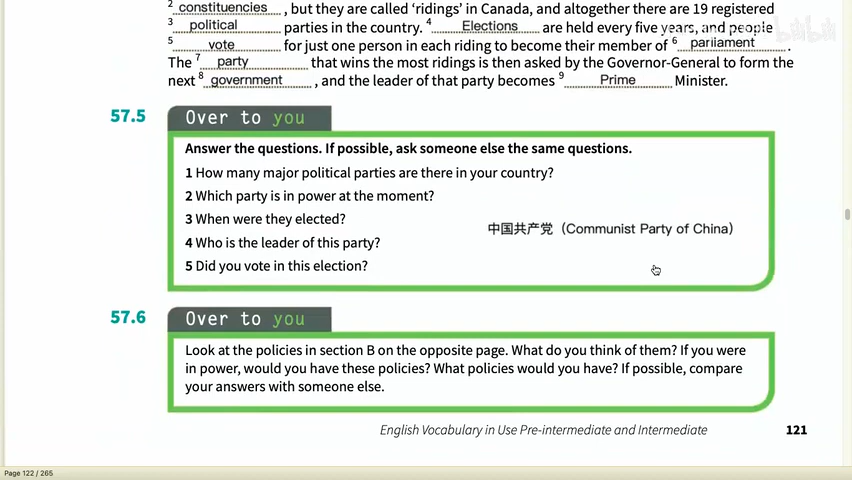 2 constituencies , but they are called ‘ridings’ in Canada, and altogether there are 19 registered
3 political parties in the country. 4 Elections are held every five years, and people
5 vote for just one person in each riding to become their member of 6 parliament .
The 7 party that wins the most ridings is then asked by the Governor-General to form the
next 8 government , and the leader of that party becomes 9 Prime Minister.
57.5 Over to you
Answer the questions. If possible, ask someone else the same questions.
1 How many major political parties are there in your country?
2 Which party is in power at the moment?
3 When were they elected?
中国共产党（Communist Party of China）
4 Who is the leader of this party?
5 Did you vote in this election?
57.6 Over to you
Look at the policies in section B on the opposite page. What do you think of them? If you were
in power, would you have these policies? What policies would you have? If possible, compare
your answers with someone else.
English Vocabulary in Use Pre-intermediate and Intermediate 121
Page 122 / 265